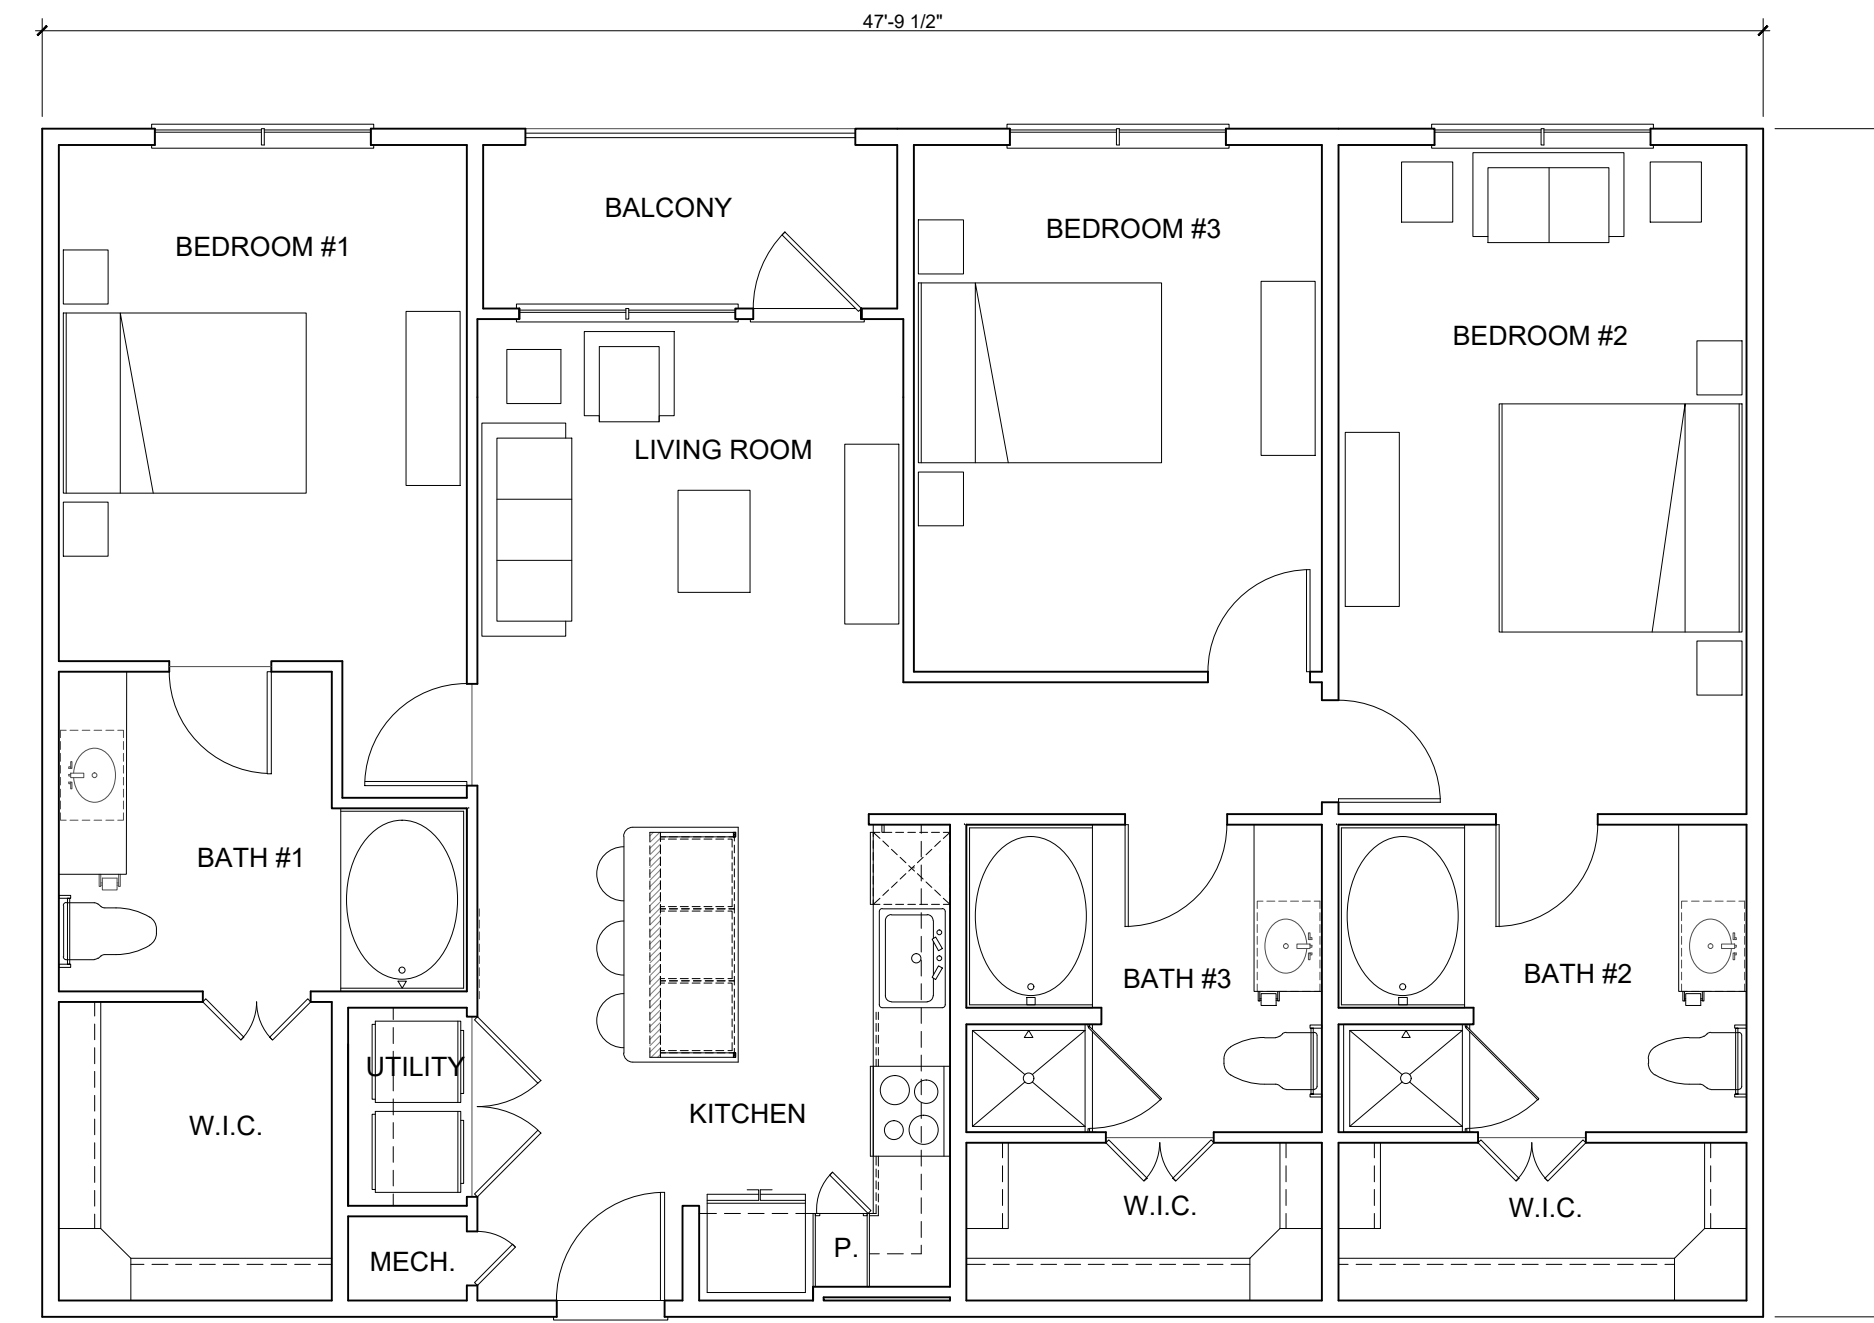 47'-9 1/2"
BALCONY
BEDROOM #1
BEDROOM #3
BEDROOM #2
LIVING ROOM
BATH #1
BATH #3
BATH #2
UTILITY
KITCHEN
W.I.C.
W.I.C.
W.I.C.
MECH.
P.